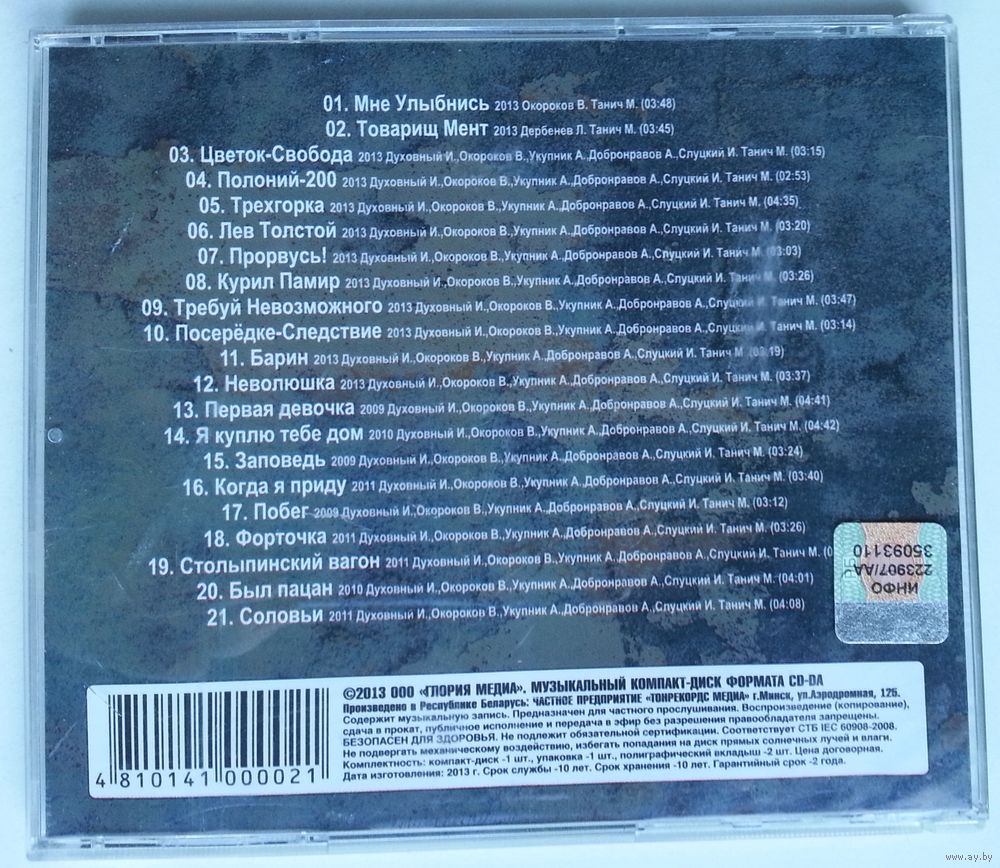 01. Мне Улыбнись 2013 Окороков В. Танич М. (03:48)
02. Товарищ Мент 2013 Дербенев Л. Танич М. (03:45)
03. Цветок-Свобода 2013 Духовный И.,Окороков В.,Укупник А.,Добронравов А.,Слуцкий И. Танич М. (03:15)
04. Полоний-200 2013 Духовный И.,Окороков В.,Укупник А.,Добронравов А.,Слуцкий И. Танич М. (02:53)
05. Трехгорка 2013 Духовный И.,Окороков В.,Укупник А.,Добронравов А.,Слуцкий И. Танич М. (04:35)
06. Лев Толстой 2013 Духовный И.,Окороков В.,Укупник А.,Добронравов А.,Слуцкий И. Танич М. (03:20)
07. Прорвусь! 2013 Духовный И.,Окороков В.,Укупник А.,Добронравов А.,Слуцкий И. Танич М. (03:03)
08. Курил Памир 2013 Духовный И.,Окороков В.,Укупник А.,Добронравов А.,Слуцкий И. Танич М. (03:26)
09. Требуй Невозможного 2013 Духовный И.,Окороков В.,Укупник А.,Добронравов А.,Слуцкий И. Танич М. (03:47)
10. Посерёдке-Следствие 2013 Духовный И.,Окороков В.,Укупник А.,Добронравов А.,Слуцкий И. Танич М. (03:14)
11. Барин 2013 Духовный И.,Окороков В.,Укупник А.,Добронравов А.,Слуцкий И. Танич М. (03:19)
12. Неволюшка 2013 Духовный И.,Окороков В.,Укупник А.,Добронравов А.,Слуцкий И. Танич М. (03:37)
13. Первая девочка 2009 Духовный И.,Окороков В.,Укупник А.,Добронравов А.,Слуцкий И. Танич М. (04:41)
14. Я куплю тебе дом 2010 Духовный И.,Окороков В.,Укупник А.,Добронравов А.,Слуцкий И. Танич М. (04:42)
15. Заповедь 2009 Духовный И.,Окороков В.,Укупник А.,Добронравов А.,Слуцкий И. Танич М. (03:24)
16. Когда я приду 2011 Духовный И.,Окороков В.,Укупник А.,Добронравов А.,Слуцкий И. Танич М. (03:40)
17. Побег 2009 Духовный И.,Окороков В.,Укупник А.,Добронравов А.,Слуцкий И. Танич М. (03:12)
18. Форточка 2011 Духовный И.,Окороков В.,Укупник А.,Добронравов А.,Слуцкий И. Танич М. (03:26)
19. Столыпинский вагон 2011 Духовный И.,Окороков В.,Укупник А.,Добронравов А.,Слуцкий И. Танич М.
20. Был пацан 2010 Духовный И.,Окороков В.,Укупник А.,Добронравов А.,Слуцкий И. Танич М. (04:01)
21. Соловьи 2011 Духовный И.,Окороков В.,Укупник А.,Добронравов А.,Слуцкий И. Танич М. (04:08)
ИНФО
223907/АА
35093110
©2013 ООО «ГЛОРИЯ МЕДИА». МУЗЫКАЛЬНЫЙ КОМПАКТ-ДИСК ФОРМАТА CD-DA
Произведено в Республике Беларусь: ЧАСТНОЕ ПРЕДПРИЯТИЕ «ТОНРЕКОРДС МЕДИА» г.Минск, ул.Аэродромная, 12Б.
Содержит музыкальную запись. Предназначен для частного прослушивания. Воспроизведение (копирование),
сдача в прокат, публичное исполнение и передача в эфир без разрешения правообладателя запрещены.
БЕЗОПАСЕН ДЛЯ ЗДОРОВЬЯ. Не подлежит обязательной сертификации. Соответствует СТБ IEC 60908-2008.
Не подвергать механическому воздействию, избегать попадания на диск прямых солнечных лучей и влаги.
Комплектность: компакт-диск -1 шт., упаковка -1 шт., полиграфический вкладыш -2 шт. Цена договорная.
Дата изготовления: 2013 г. Срок службы -10 лет. Срок хранения -10 лет. Гарантийный срок -2 года.
4 810141 000021
www.ay.by